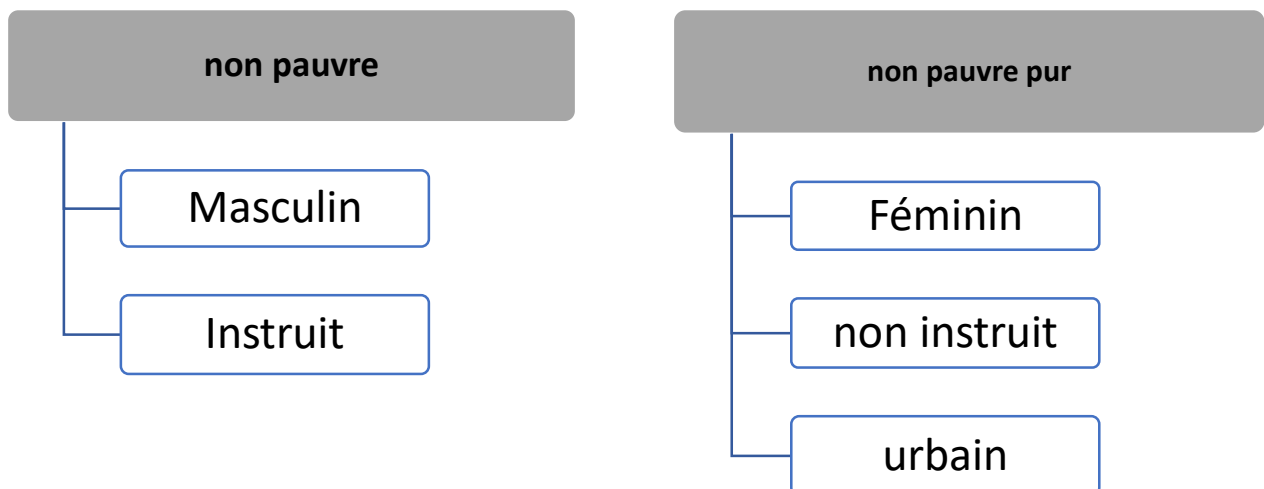 non pauvre
Masculin
Instruit
non pauvre pur
Féminin
non instruit
urbain